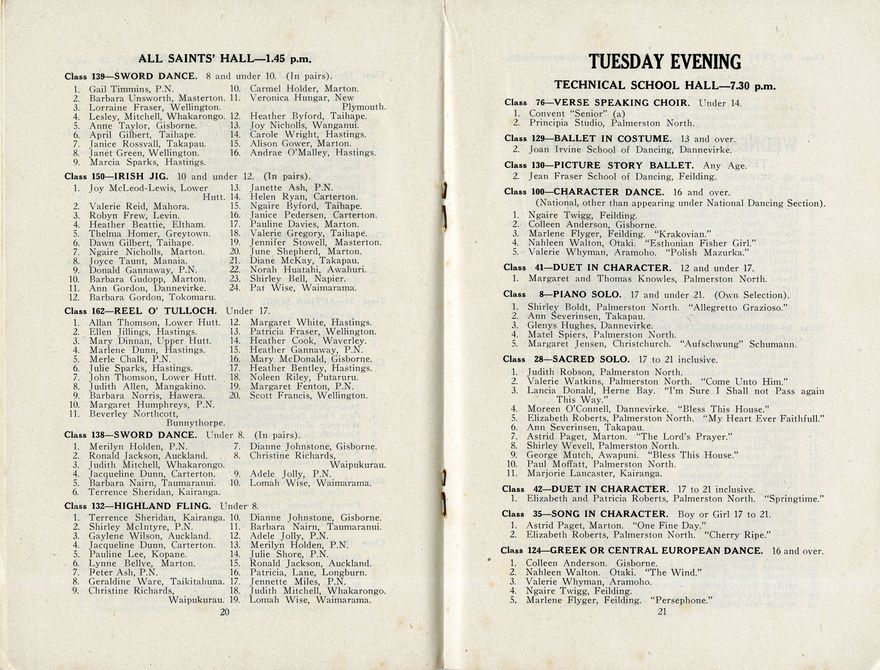 ALL SAINTS' HALL—1.45 p.m.
Class 139—SWORD DANCE. 8 and under 10. (In pairs).
1. Gail Timmins, P.N.
2. Barbara Unsworth, Masterton.
3. Lorraine Fraser, Wellington.
4. Lesley, Mitchell, Whakarongo.
5. Anne Taylor, Gisborne.
6. April Gilbert, Taihape.
7. Janice Rossvall, Takapau.
8. Janet Green, Wellington.
9. Marcia Sparks, Hastings.
10. Carmel Holder, Marton.
11. Veronica Hungar, New
Plymouth.
12. Heather Byford, Taihape.
13. Joy Nicholls, Wanganui.
14. Carole Wright, Hastings.
15. Alison Gower, Marton.
16. Andrae O'Malley, Hastings.
Class 150—IRISH JIG. 10 and under 12. (In pairs).
1. Joy McLeod-Lewis, Lower
Hutt.
2. Valerie Reid, Mahora.
3. Robyn Frew, Levin.
4. Heather Beattie, Eltham.
5. Thelma Homer, Greytown.
6. Dawn Gilbert, Taihape.
7. Ngaire Nicholls, Marton.
8. Joyce Taunt, Manaia.
9. Donald Gannaway, P.N.
10. Barbara Gudopp, Marton.
11. Ann Gordon, Dannevirke.
12. Barbara Gordon, Tokomaru.
13. Janette Ash, P.N.
14. Helen Ryan, Carterton.
15. Ngaire Byford, Taihape.
16. Janice Pedersen, Carterton.
17. Pauline Davies, Marton.
18. Valerie Gregory, Taihape.
19. Jennifer Stowell, Masterton.
20. June Shepherd, Marton.
21. Diane McKay, Takapau.
22. Norah Huatahi, Awahuri.
23. Shirley Bell, Napier.
24. Pat Wise, Waimarama.
Class 162—REEL O' TULLOCH. Under 17.
1. Allan Thomson, Lower Hutt.
2. Ellen Jillings, Hastings.
3. Mary Dinnan, Upper Hutt.
4. Marlene Dunn, Hastings.
5. Merle Chalk, P.N.
6. Julie Sparks, Hastings.
7. John Thomson, Lower Hutt.
8. Judith Allen, Mangakino.
9. Barbara Norris, Hawera.
10. Margaret Humphreys, P.N.
11. Beverley Northcott,
Bunnythorpe.
12. Margaret White, Hastings.
13. Patricia Fraser, Wellington.
14. Heather Cook, Waverley.
15. Heather Gannaway, P.N.
16. Mary McDonald, Gisborne.
17. Heather Bentley, Hastings.
18. Noleen Riley, Putaruru.
19. Margaret Fenton, P.N.
20. Scott Francis, Wellington.
Class 138—SWORD DANCE. Under 8. (In pairs).
1. Merilyn Holden, P.N.
2. Ronald Jackson, Auckland.
3. Judith Mitchell, Whakarongo.
4. Jacqueline Dunn, Carterton.
5. Barbara Nairn, Taumaranui.
6. Terrence Sheridan, Kairanga.
7. Dianne Johnstone, Gisborne.
8. Christine Richards,
Waipukurau.
9. Adele Jolly, P.N.
10. Lomah Wise, Waimarama.
Class 132—HIGHLAND FLING. Under 8.
1. Terrence Sheridan, Kairanga.
2. Shirley McIntyre, P.N.
3. Gaylene Wilson, Auckland.
4. Jacqueline Dunn, Carterton.
5. Pauline Lee, Kopane.
6. Lynne Bellve, Marton.
7. Peter Ash, P.N.
8. Geraldine Ware, Taikitahuna.
9. Christine Richards,
Waipukurau.
10. Dianne Johnstone, Gisborne.
11. Barbara Nairn, Taumaranui.
12. Adele Jolly, P.N.
13. Merilyn Holden, P.N.
14. Julie Shore, P.N.
15. Ronald Jackson, Auckland.
16. Patricia, Lane, Longburn.
17. Jennette Miles, P.N.
18. Judith Mitchell, Whakarongo.
19. Lomah Wise, Waimarama.
20
TUESDAY EVENING
TECHNICAL SCHOOL HALL—7.30 p.m.
Class 76—VERSE SPEAKING CHOIR. Under 14.
1. Convent "Senior" (a)
2. Principia Studio, Palmerston North.
Class 129—BALLET IN COSTUME. 13 and over.
2. Joan Irvine School of Dancing, Dannevirke.
Class 130—PICTURE STORY BALLET. Any Age.
2. Jean Fraser School of Dancing, Feilding.
Class 100—CHARACTER DANCE. 16 and over.
(National, other than appearing under National Dancing Section).
1. Ngaire Twigg, Feilding.
2. Colleen Anderson, Gisborne.
3. Marlene Flyger, Feilding. "Krakovian."
4. Nahleen Walton, Otaki. "Esthonian Fisher Girl."
5. Valerie Whyman, Aramoho. "Polish Mazurka."
Class 41—DUET IN CHARACTER. 12 and under 17.
1. Margaret and Thomas Knowles, Palmerston North.
Class 8—PIANO SOLO. 17 and under 21. (Own Selection).
1. Shirley Boldt, Palmerston North. "Allegretto Grazioso."
2. Ann Severinsen, Takapau.
3. Glenys Hughes, Dannevirke.
4. Matel Spiers, Palmerston North.
5. Margaret Jensen, Christchurch. "Aufschwung" Schumann.
Class 28—SACRED SOLO. 17 to 21 inclusive.
1. Judith Robson, Palmerston North.
2. Valerie Watkins, Palmerston North. "Come Unto Him."
3. Lancia Donald, Herne Bay. "I'm Sure I Shall not Pass again
This Way."
4. Moreen O'Connell, Dannevirke. "Bless This House."
5. Elizabeth Roberts, Palmerston North. "My Heart Ever Faithfull."
6. Ann Severinsen, Takapau.
7. Astrid Paget, Marton. "The Lord's Prayer."
8. Shirley Wevell, Palmerston North.
9. George Mutch, Awapuni. "Bless This House."
10. Paul Moffatt, Palmerston North.
11. Marjorie Lancaster, Kairanga.
Class 42—DUET IN CHARACTER. 17 to 21 inclusive.
1. Elizabeth and Patricia Roberts, Palmerston North. "Springtime."
Class 35—SONG IN CHARACTER. Boy or Girl 17 to 21.
1. Astrid Paget, Marton. "One Fine Day."
2. Elizabeth Roberts, Palmerston North. "Cherry Ripe."
Class 124—GREEK OR CENTRAL EUROPEAN DANCE. 16 and over.
1. Colleen Anderson. Gisborne.
2. Nahleen Walton. Otaki. "The Wind."
3. Valerie Whyman, Aramoho.
4. Ngaire Twigg, Feilding.
5. Marlene Flyger, Feilding. "Persephone."
21